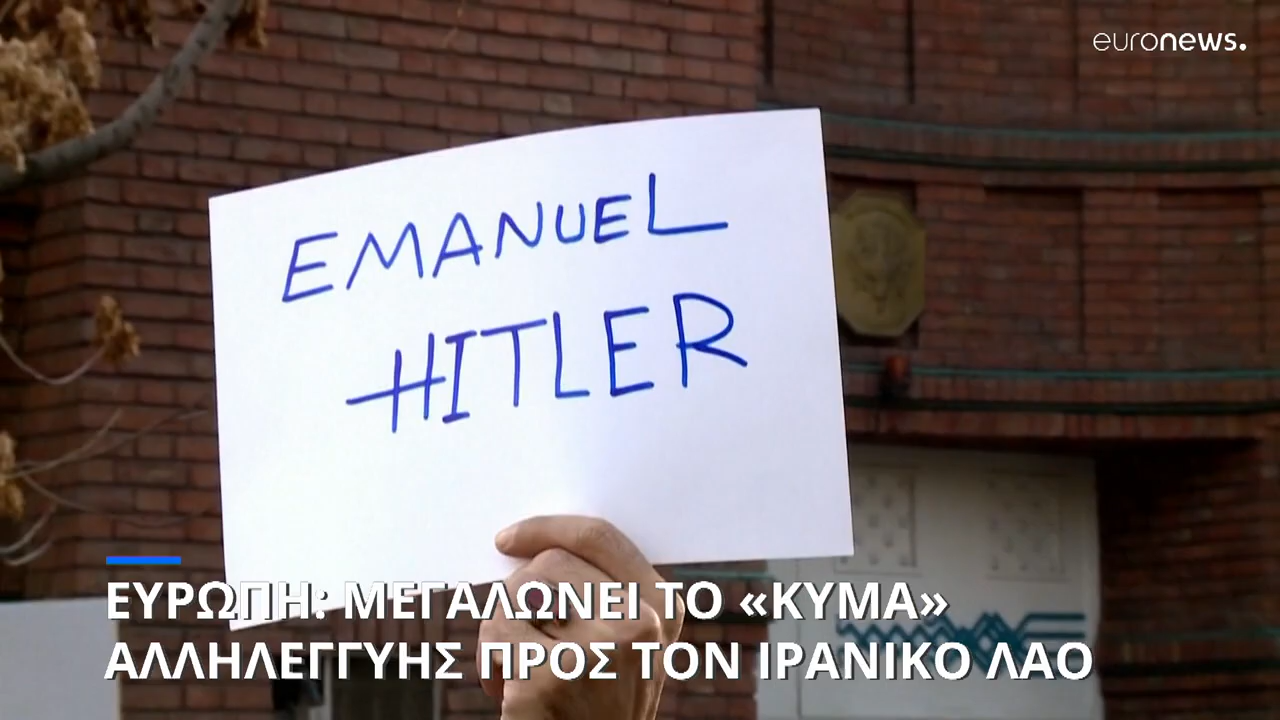 euronews.
EMANUEL
HITLER
ΕΥΡΩΠΗ: ΜΕΓΑΛΩΝΕΙ ΤΟ «ΚΥΜΑ»
ΑΛΛΗΛΕΓΓΥΗΣ ΠΡΟΣ ΤΟΝ ΙΡΑΝΙΚΟ ΛΑΟ